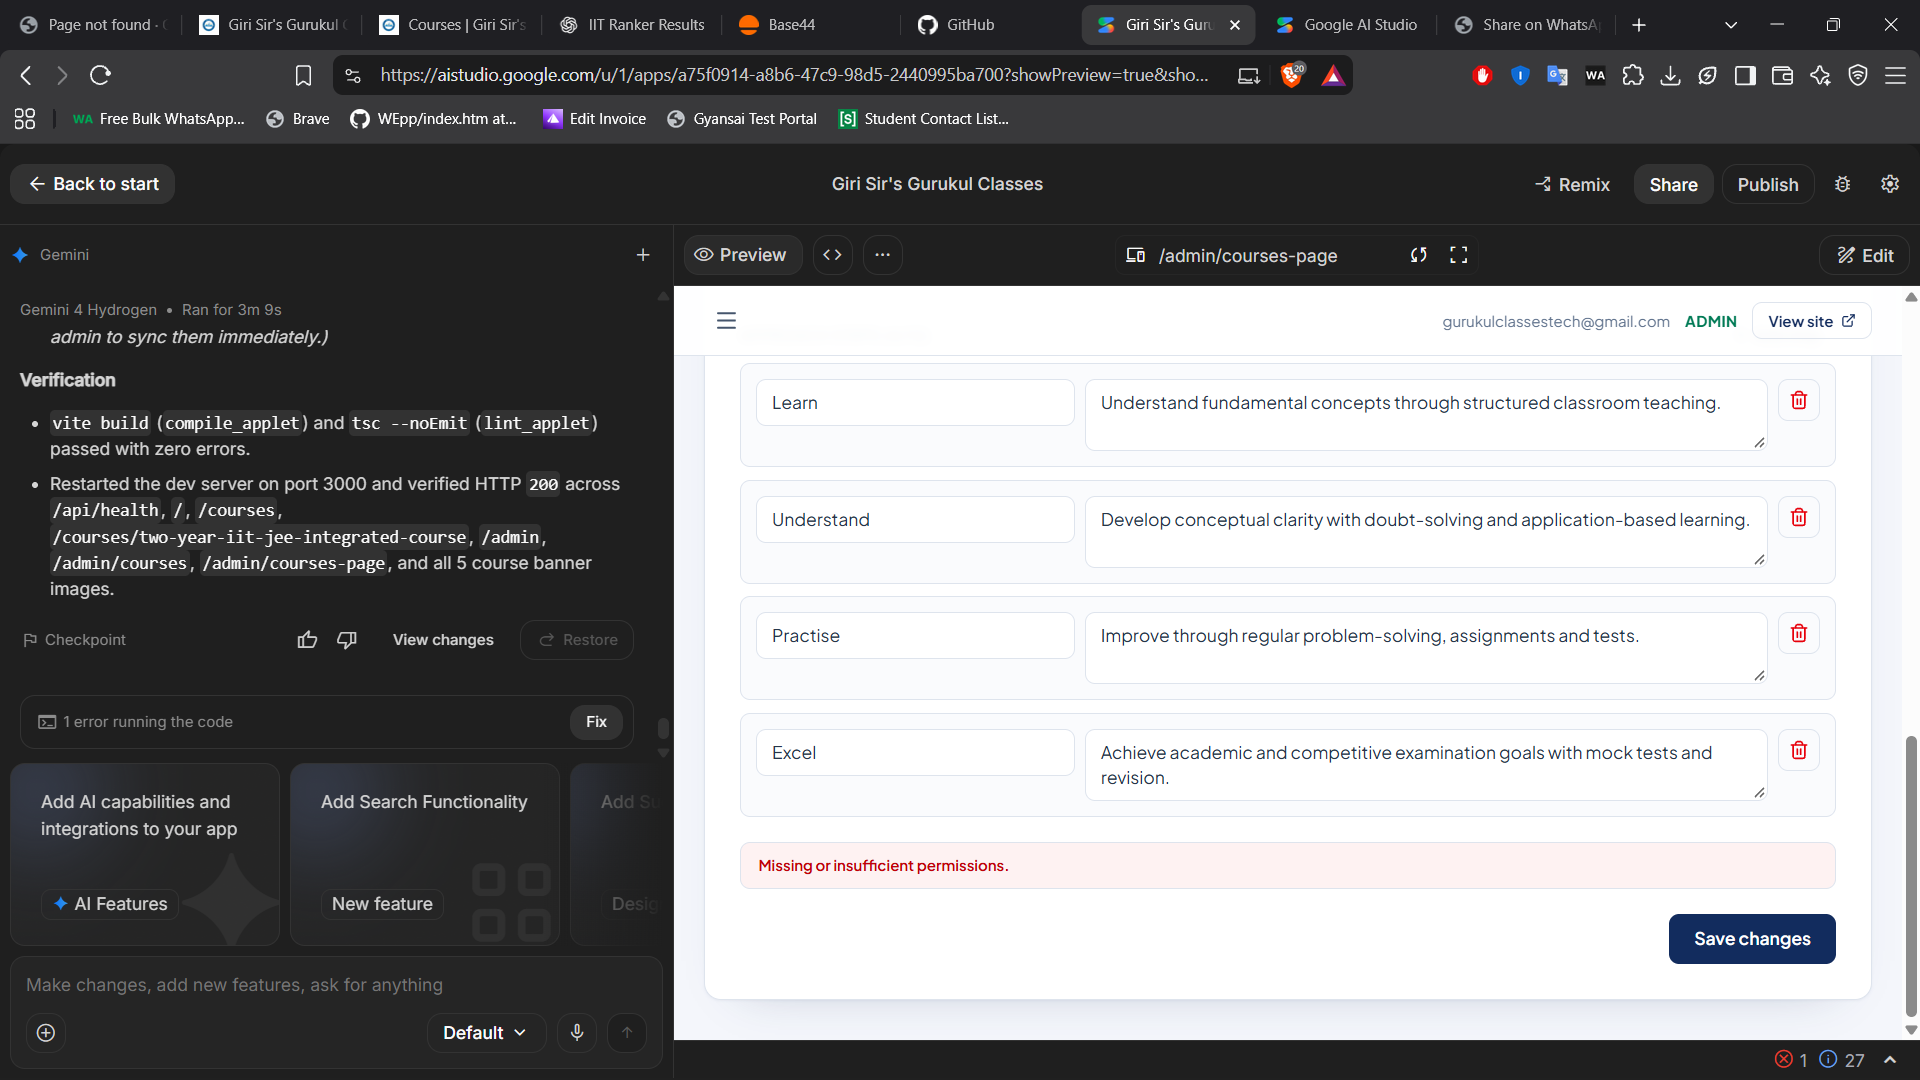 Page not found ·
Giri Sir's Gurukul
Courses | Giri Sir's
IIT Ranker Results
Base44
GitHub
Giri Sir's Guru
Google AI Studio
Share on WhatsA
https://aistudio.google.com/u/1/apps/a75f0914-a8b6-47c9-98d5-2440995ba700?showPreview=true&sho...
20
WA
WA Free Bulk WhatsApp...
Brave
WEpp/index.htm at...
Edit Invoice
Gyansai Test Portal
[S] Student Contact List...
Back to start
Giri Sir's Gurukul Classes
Remix
Share
Publish
Gemini
Preview
/admin/courses-page
Edit
Gemini 4 Hydrogen • Ran for 3m 9s
admin to sync them immediately.)
Verification
• vite build (compile_applet) and tsc --noEmit (lint_applet)
passed with zero errors.
• Restarted the dev server on port 3000 and verified HTTP 200 across
/api/health, /, /courses,
/courses/two-year-iit-jee-integrated-course, /admin,
/admin/courses, /admin/courses-page, and all 5 course banner
images.
Checkpoint
View changes
Restore
1 error running the code
Fix
Add AI capabilities and
integrations to your app
AI Features
Add Search Functionality
New feature
Add Su
Desig
Make changes, add new features, ask for anything
Default
gurukulclassestech@gmail.com
ADMIN
View site
Learn
Understand fundamental concepts through structured classroom teaching.
Understand
Develop conceptual clarity with doubt-solving and application-based learning.
Practise
Improve through regular problem-solving, assignments and tests.
Excel
Achieve academic and competitive examination goals with mock tests and
revision.
Missing or insufficient permissions.
Save changes
1
27